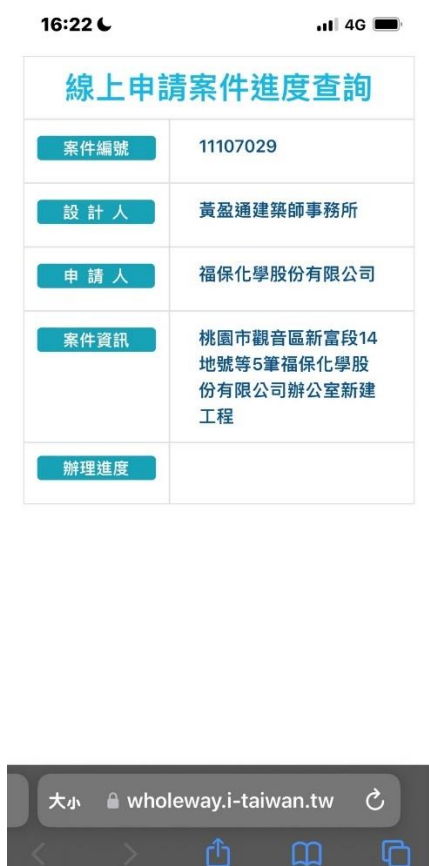 16:22
4G
線上申請案件進度查詢
案件編號
11107029
設計人
黃盈通建築師事務所
申請人
福保化學股份有限公司
案件資訊
桃園市觀音區新富段14
地號等5筆福保化學股
份有限公司辦公室新建
工程
辦理進度
大小
wholeway.i-taiwan.tw